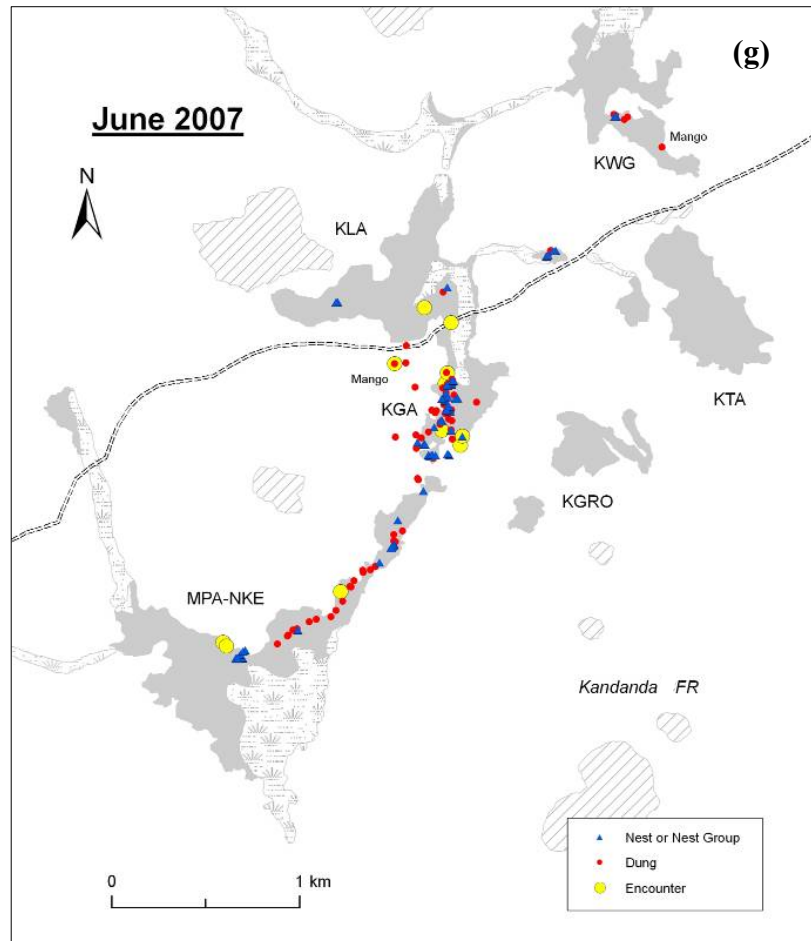 (g)
June 2007
N
Mango
KWG
KLA
KTA
Mango
KGA
KGRO
MPA-NKE
Kandanda FR
Nest or Nest Group
Dung
Encounter
0 1 km